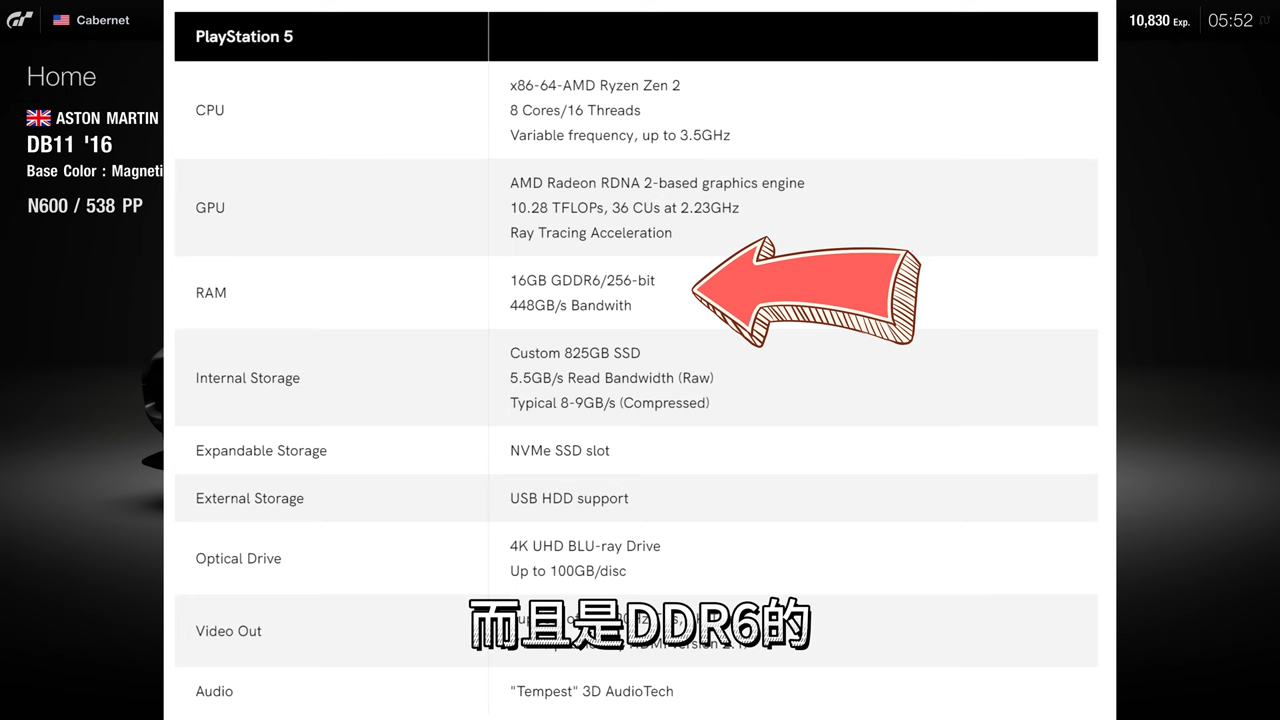 Cabernet
10,830 Exp.
05:52
Home
ASTON MARTIN
DB11 '16
Base Color : Magneti
N600 / 538 PP
PlayStation 5
CPU
x86-64-AMD Ryzen Zen 2
8 Cores/16 Threads
Variable frequency, up to 3.5GHz
GPU
AMD Radeon RDNA 2-based graphics engine
10.28 TFLOPs, 36 CUs at 2.23GHz
Ray Tracing Acceleration
RAM
16GB GDDR6/256-bit
448GB/s Bandwith
Internal Storage
Custom 825GB SSD
5.5GB/s Read Bandwidth (Raw)
Typical 8-9GB/s (Compressed)
Expandable Storage
NVMe SSD slot
External Storage
USB HDD support
Optical Drive
4K UHD BLU-ray Drive
Up to 100GB/disc
Video Out
而且是DDR6的
Audio
"Tempest" 3D AudioTech